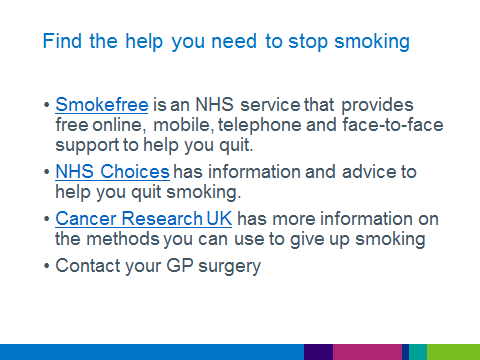 Find the help you need to stop smoking
• Smokefree is an NHS service that provides
free online, mobile, telephone and face-to-face
support to help you quit.
• NHS Choices has information and advice to
help you quit smoking.
• Cancer Research UK has more information on
the methods you can use to give up smoking
• Contact your GP surgery